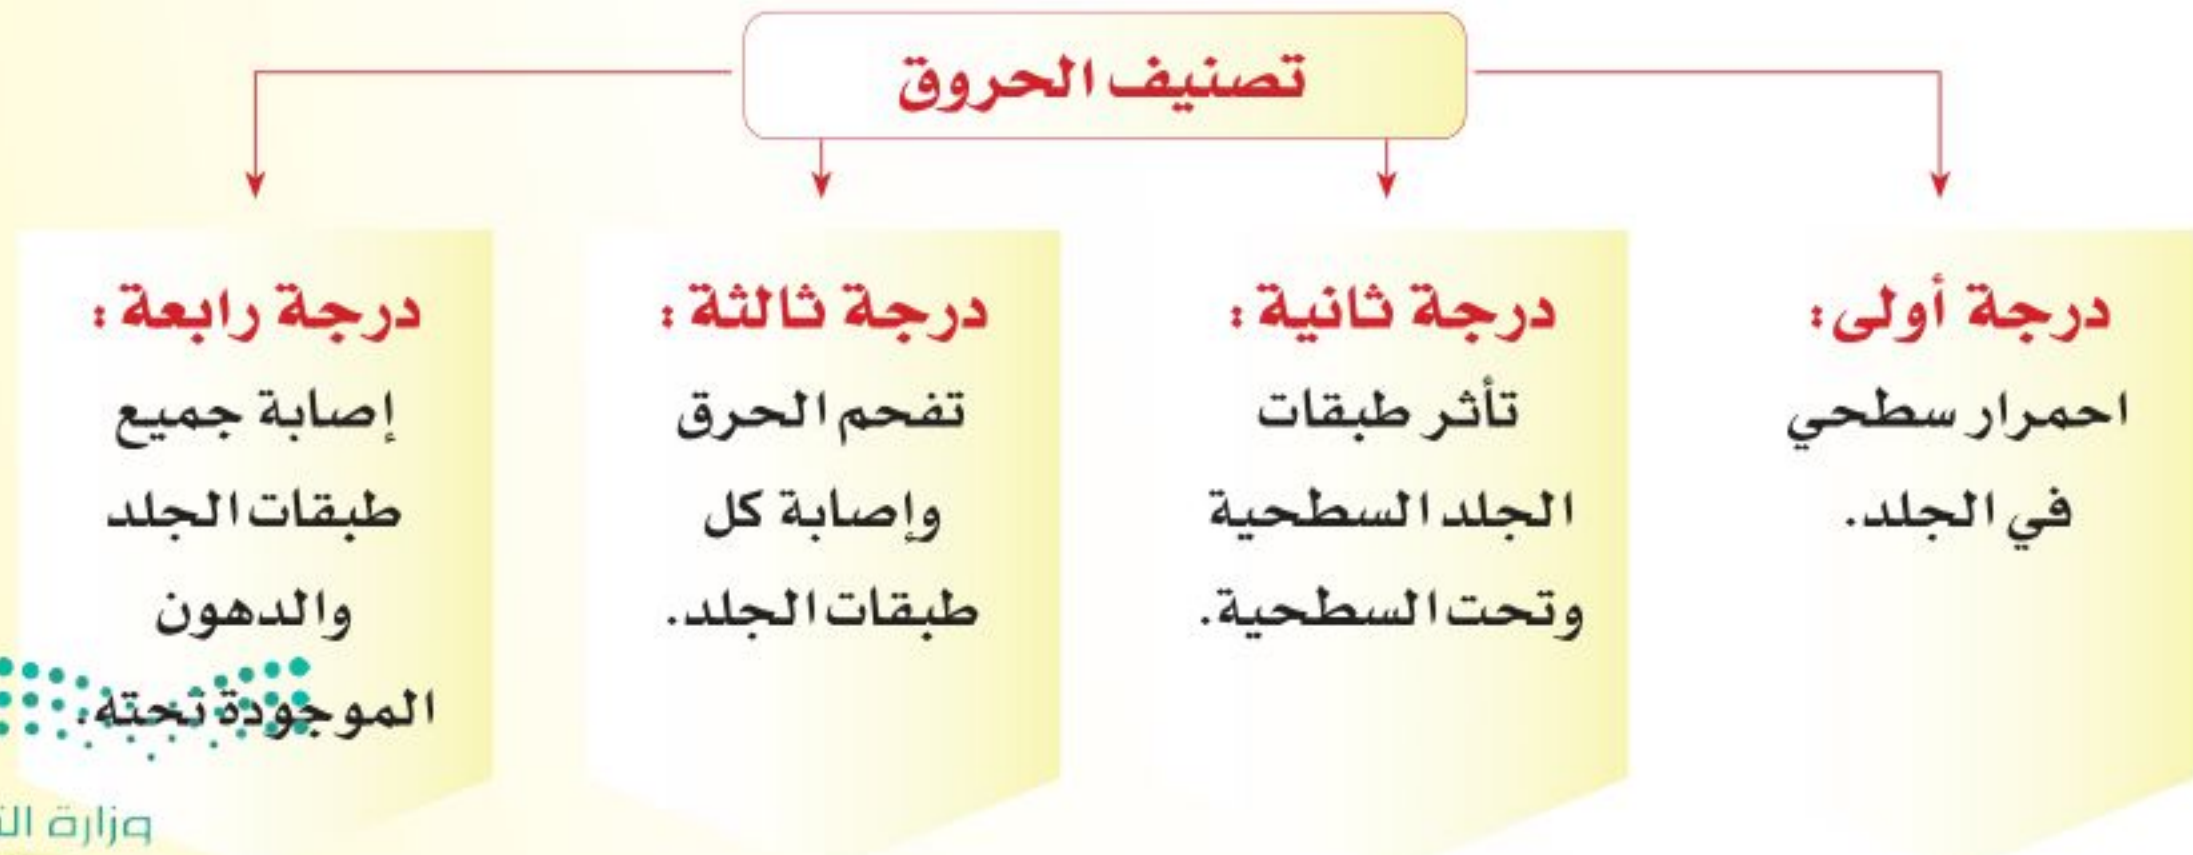 تصنيف الحروق
درجة أولى:
احمرار سطحي
في الجلد.
درجة ثانية:
تأثر طبقات
الجلد السطحية
وتحت السطحية.
درجة ثالثة:
تفحم الحرق
وإصابة كل
طبقات الجلد.
درجة رابعة:
إصابة جميع
طبقات الجلد
والدهون
الموجودة تحته.
وزارة